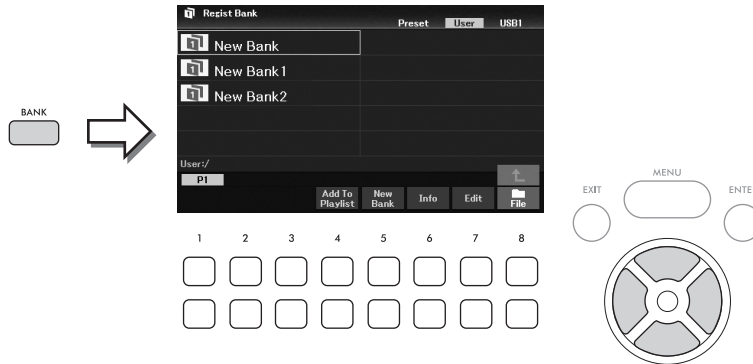 Regist Bank
Preset User USB1
New Bank
New Bank1
New Bank2
BANK
User:/
P1
Add To Playlist New Bank Info Edit File
EXIT MENU ENTE
1 2 3 4 5 6 7 8